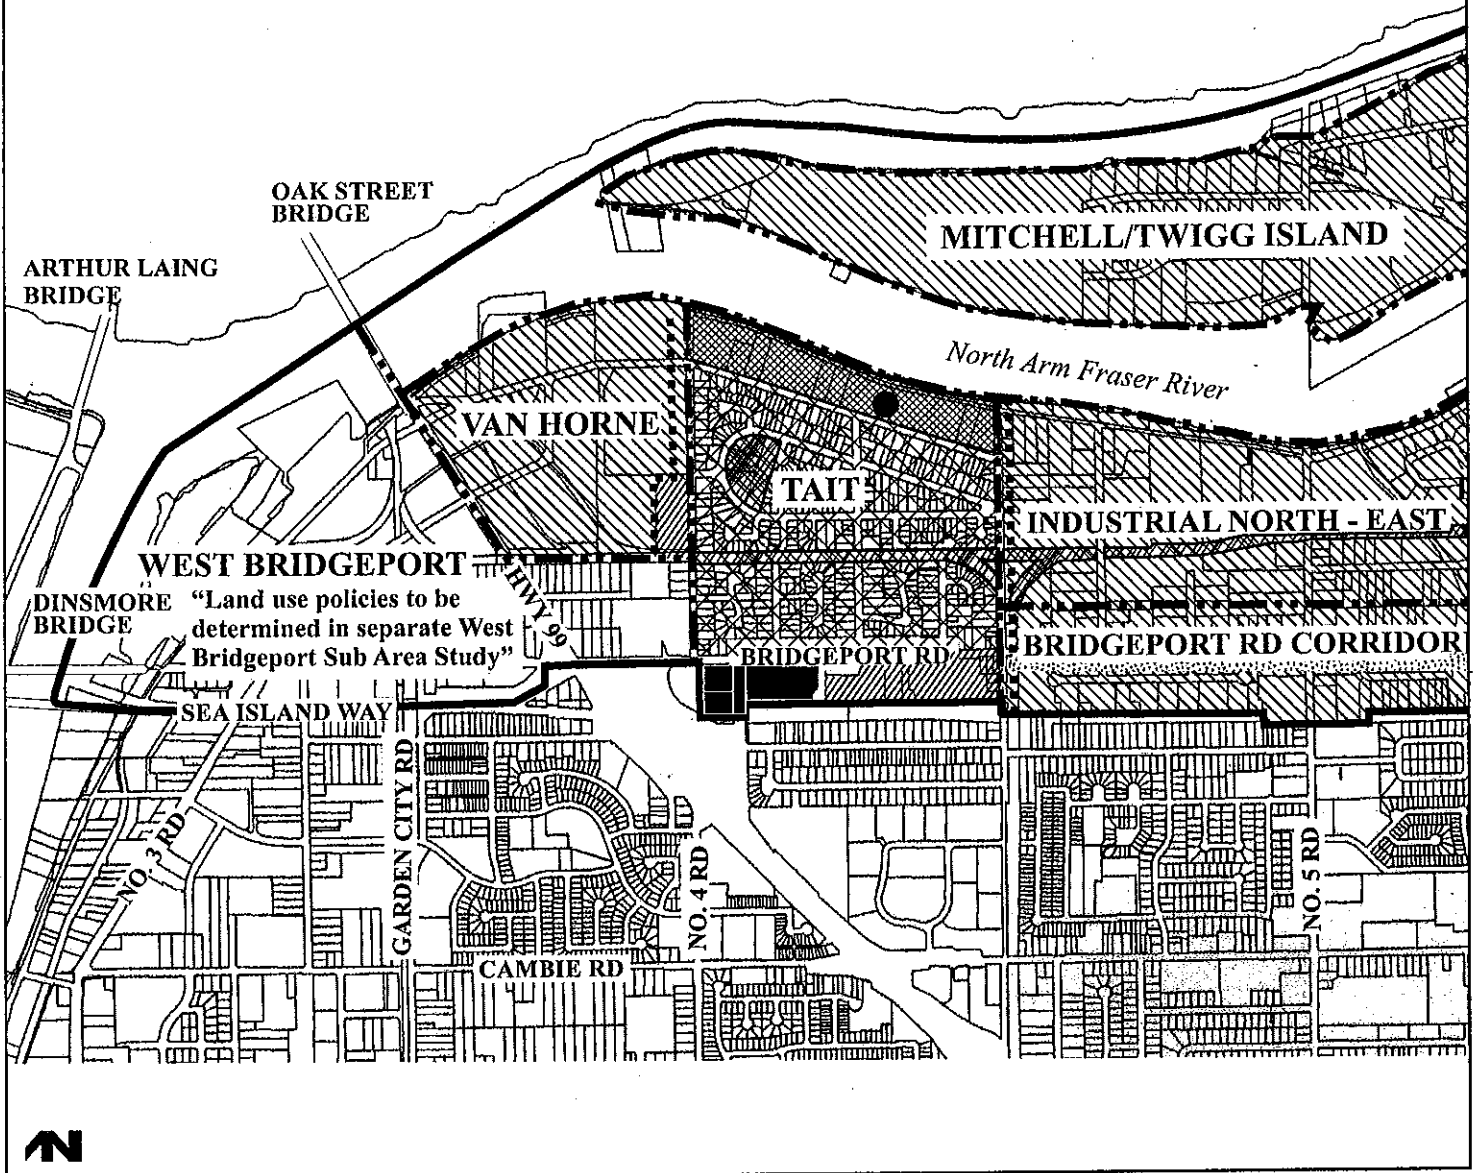 OAK STREET
BRIDGE
ARTHUR LAING
BRIDGE
MITCHELL/TWIGG ISLAND
North Arm Fraser River
VAN HORNE
TAIT
INDUSTRIAL NORTH - EAST
WEST BRIDGEPORT
"Land use policies to be
determined in separate West
Bridgeport Sub Area Study"
HWY 99
DINSMORE
BRIDGE
BRIDGEPORT RD CORRIDOR
BRIDGEPORT RD
SEA ISLAND WAY
GARDEN CITY RD
NO. 3 RD
NO. 4 RD
NO. 5 RD
CAMBIE RD
N